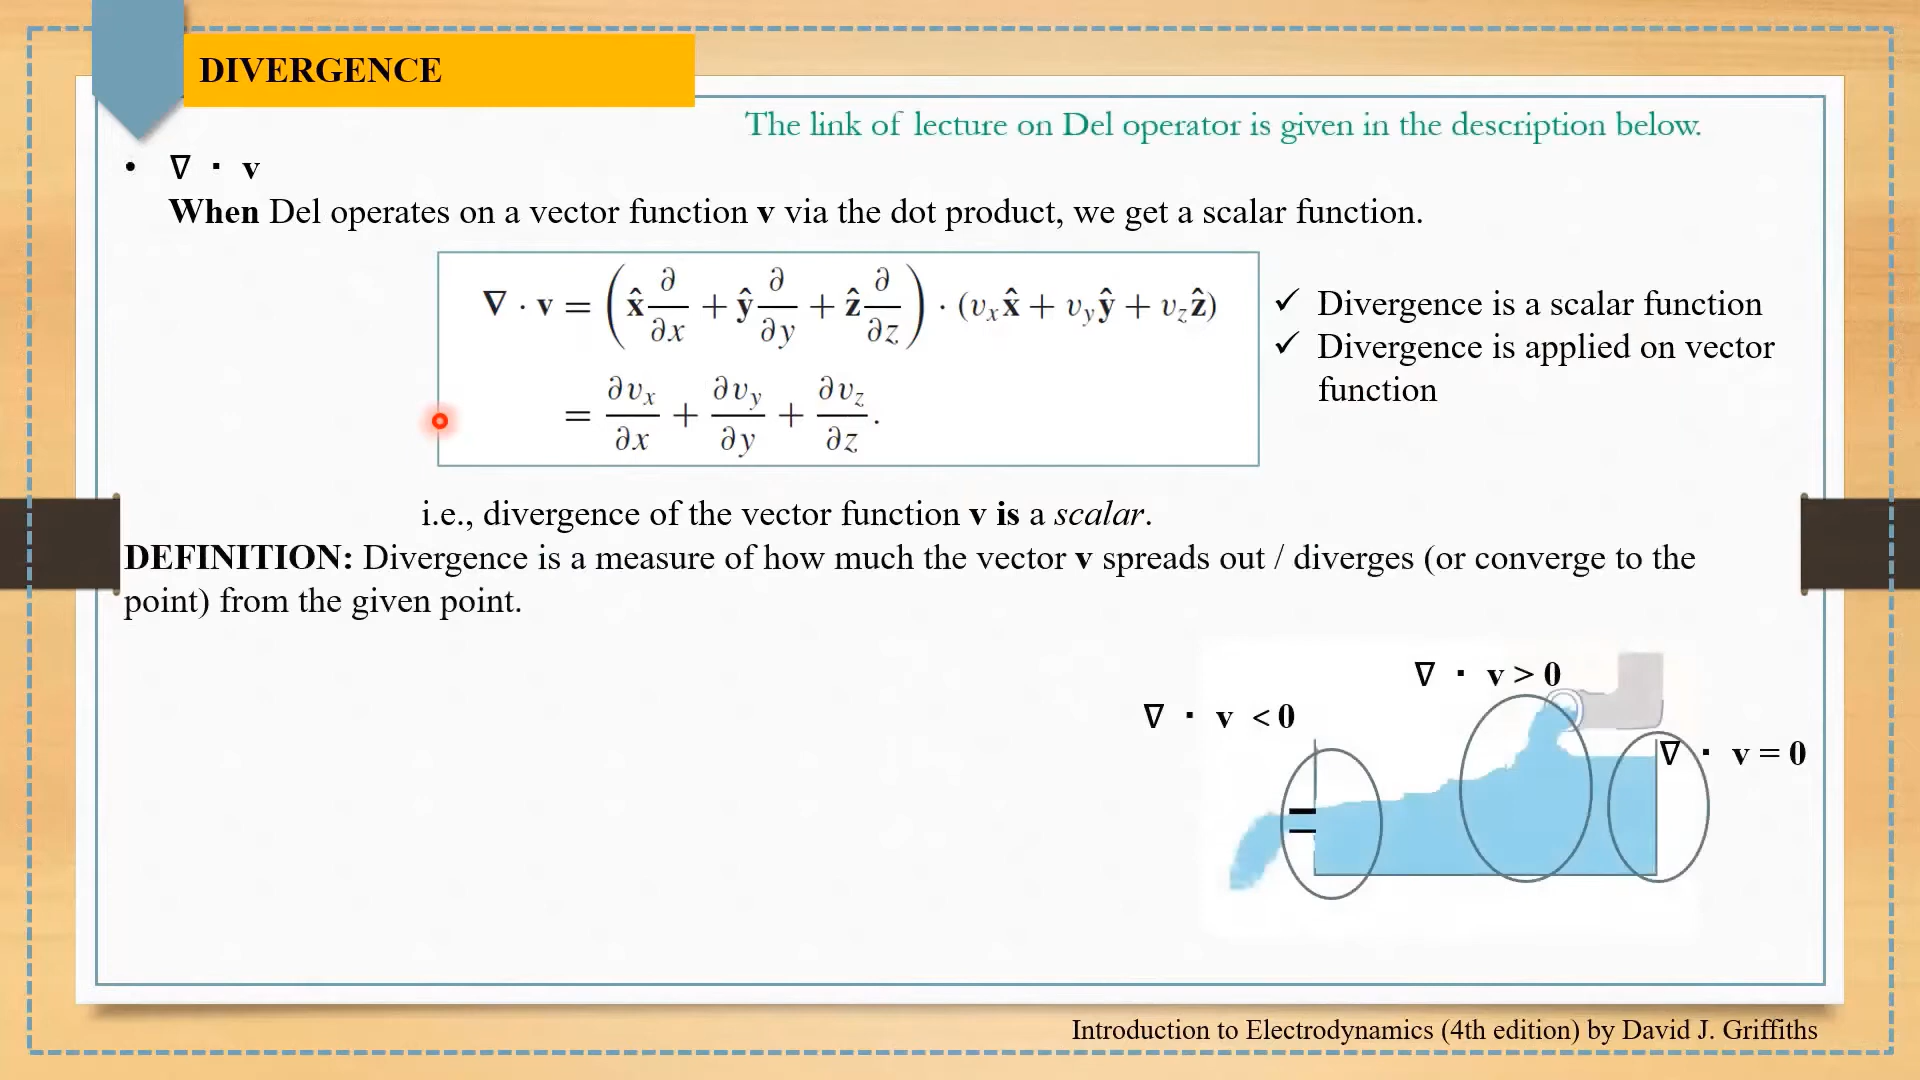 DIVERGENCE
The link of lecture on Del operator is given in the description below.
• ∇ · v
When Del operates on a vector function v via the dot product, we get a scalar function.
∇ · v = (x̂ ∂/∂x + ŷ ∂/∂y + ẑ ∂/∂z) · (vₓx̂ + v_yŷ + v_zẑ)
= ∂vₓ/∂x + ∂v_y/∂y + ∂v_z/∂z.
✓ Divergence is a scalar function
✓ Divergence is applied on vector
function
i.e., divergence of the vector function v is a scalar.
DEFINITION: Divergence is a measure of how much the vector v spreads out / diverges (or converge to the
point) from the given point.
∇ · v > 0
∇ · v < 0
∇ · v = 0
Introduction to Electrodynamics (4th edition) by David J. Griffiths